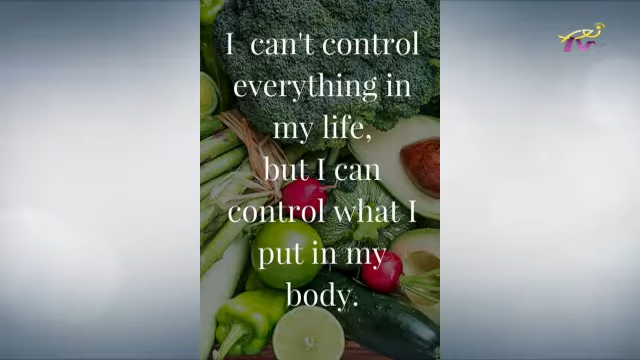 I can't control
everything in
my life,
but I can
control what I
put in my
body.